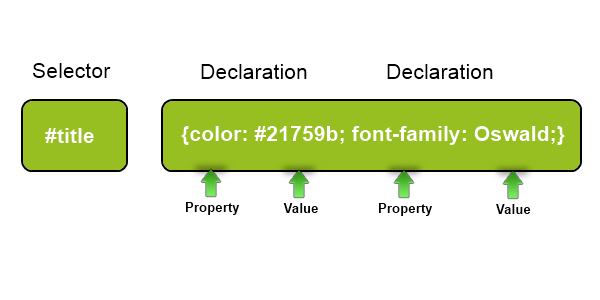 Selector Declaration Declaration
#title {color: #21759b; font-family: Oswald;}
Property Value Property Value